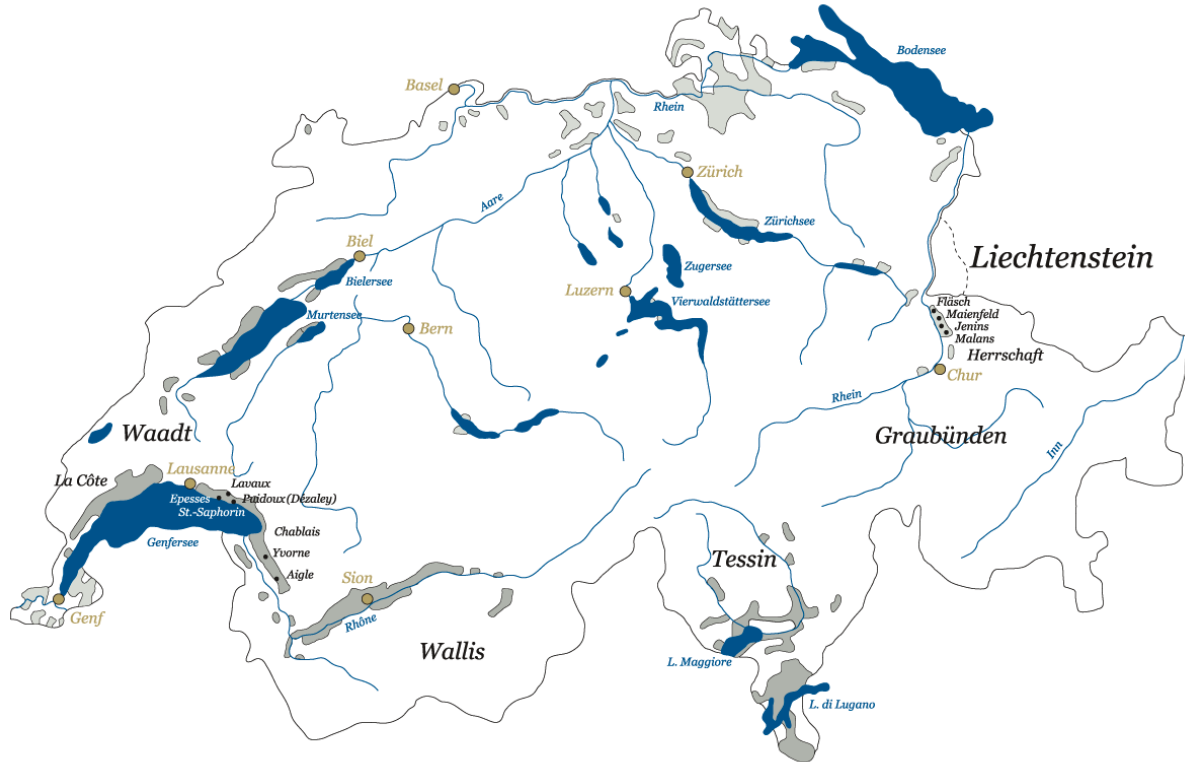 Bodensee
Basel
Rhein
Zürich
Aare
Zürichsee
Biel
Liechtenstein
Zugersee
Bielersee
Luzern
Vierwaldstättersee
Fläsch
Murtensee
Maienfeld
Bern
Jenins
Malans
Herrschaft
Chur
Rhein
Waadt
Graubünden
Inn
Lausanne
La Côte
Lavaux
Epesses
Puidoux (Dézaley)
St.-Saphorin
Chablais
Genfersee
Yvorne
Tessin
Aigle
Sion
Genf
Rhône
Wallis
L. Maggiore
L. di Lugano